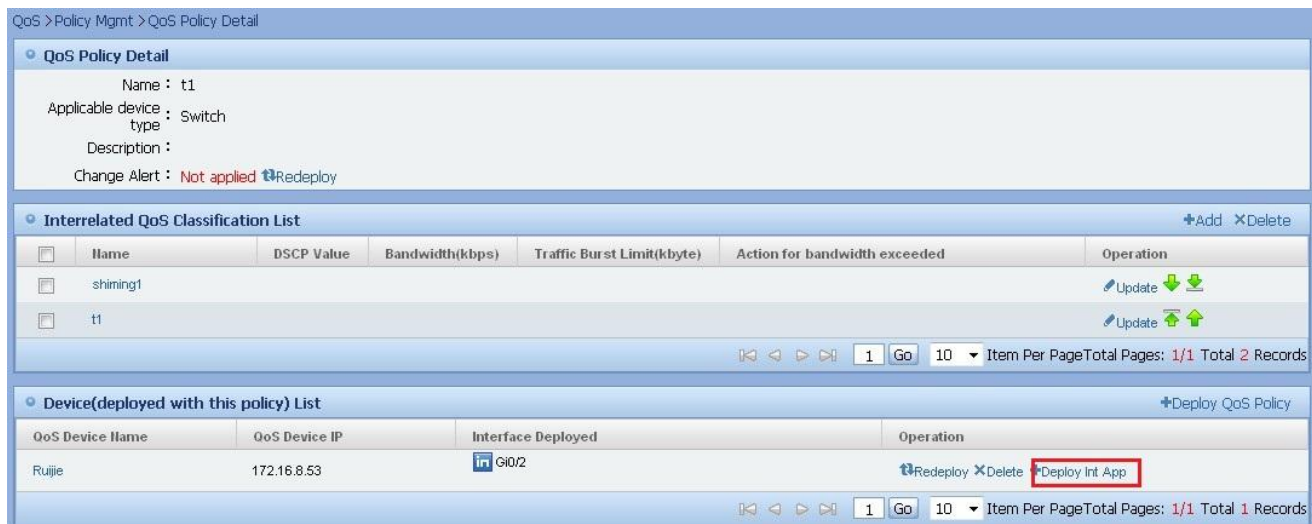 QoS >Policy Mgmt >QoS Policy Detail
QoS Policy Detail
Name : t1
Applicable device type : Switch
Description :
Change Alert : Not applied Redeploy
Interrelated QoS Classification List +Add ×Delete
Name DSCP Value Bandwidth(kbps) Traffic Burst Limit(kbyte) Action for bandwidth exceeded Operation
shiming1 Update
t1 Update
1 Go 10 Item Per PageTotal Pages: 1/1 Total 2 Records
Device(deployed with this policy) List +Deploy QoS Policy
QoS Device Name QoS Device IP Interface Deployed Operation
Ruijie 172.16.8.53 in Gi0/2 Redeploy ×Delete +Deploy Int App
1 Go 10 Item Per PageTotal Pages: 1/1 Total 1 Records